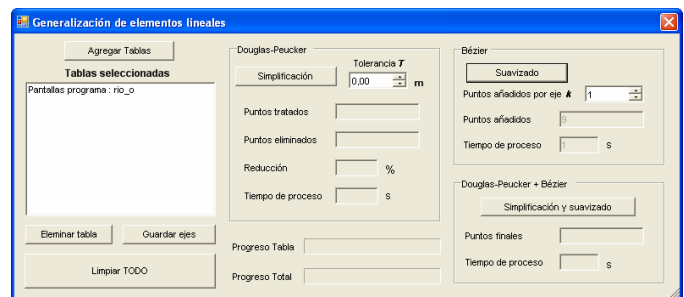 Generalización de elementos lineales
Agregar Tablas
Tablas seleccionadas
Pantallas programa : rio_o
Eleminar tabla
Guardar ejes
Limpiar TODO
Douglas-Peucker
Simplificación
Tolerancia T
0,00
m
Puntos tratados
Puntos eliminados
Reducción
%
Tiempo de proceso
s
Progreso Tabla
Progreso Total
Bézier
Suavizado
Puntos añadidos por eje k
1
Puntos añadidos
9
Tiempo de proceso
1
s
Douglas-Peucker + Bézier
Simplificación y suavizado
Puntos finales
Tiempo de proceso
s